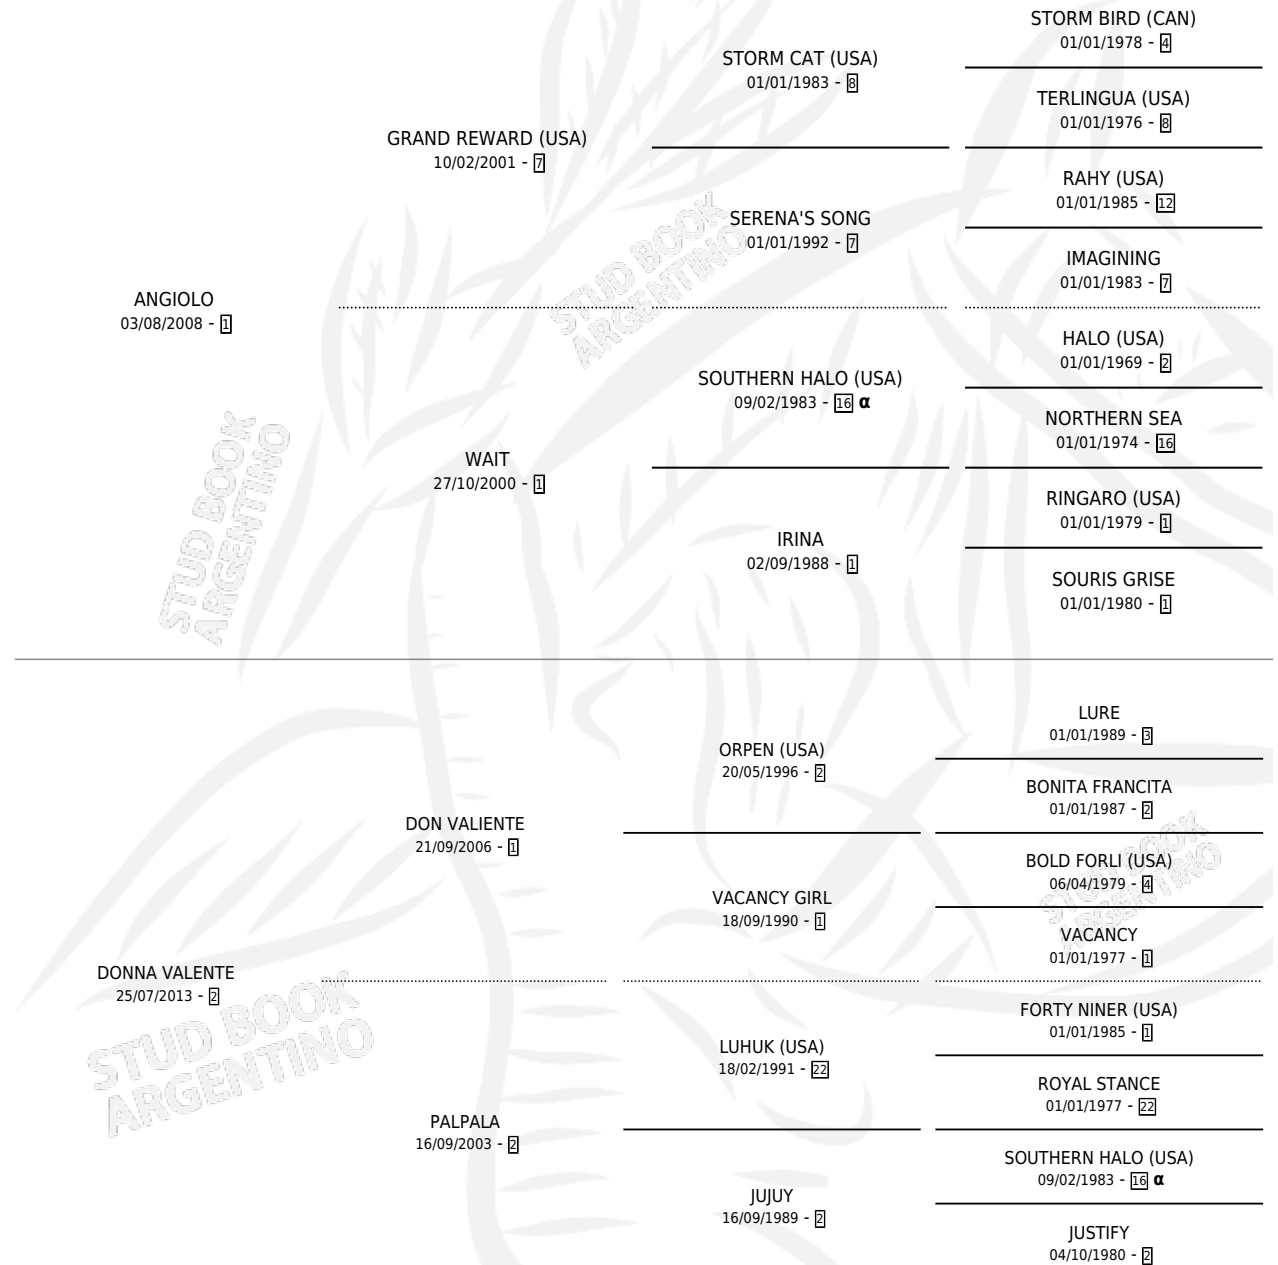 STORM BIRD (CAN)
01/01/1978 - 4
STORM CAT (USA)
01/01/1983 - 8
TERLINGUA (USA)
01/01/1976 - 8
GRAND REWARD (USA)
10/02/2001 - 7
RAHY (USA)
01/01/1985 - 12
SERENA'S SONG
01/01/1992 - 7
IMAGINING
01/01/1983 - 7
ANGIOLO
03/08/2008 - 1
HALO (USA)
01/01/1969 - 2
SOUTHERN HALO (USA)
09/02/1983 - 16 α
NORTHERN SEA
01/01/1974 - 16
WAIT
27/10/2000 - 1
RINGARO (USA)
01/01/1979 - 1
IRINA
02/09/1988 - 1
SOURIS GRISE
01/01/1980 - 1
STUD BOOK
ARGENTINO
STUD BOOK
ARGENTINO
LURE
01/01/1989 - 3
ORPEN (USA)
20/05/1996 - 2
BONITA FRANCITA
01/01/1987 - 2
DON VALIENTE
21/09/2006 - 1
BOLD FORLI (USA)
06/04/1979 - 4
VACANCY GIRL
18/09/1990 - 1
VACANCY
01/01/1977 - 1
DONNA VALENTE
25/07/2013 - 2
FORTY NINER (USA)
01/01/1985 - 1
LUHUK (USA)
18/02/1991 - 22
ROYAL STANCE
01/01/1977 - 22
PALPALA
16/09/2003 - 2
SOUTHERN HALO (USA)
09/02/1983 - 16 α
JUJUY
16/09/1989 - 2
JUSTIFY
04/10/1980 - 2
STUD BOOK
ARGENTINO
STUD BOOK
ARGENTINO